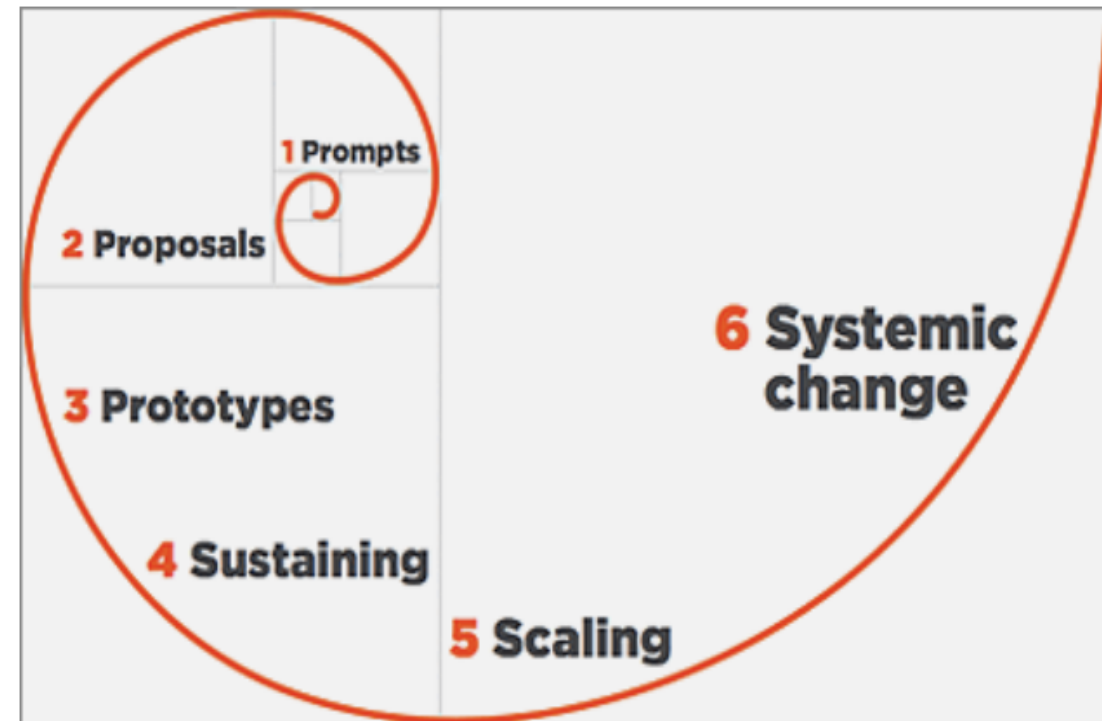 1 Prompts
2 Proposals
3 Prototypes
4 Sustaining
5 Scaling
6 Systemic
change